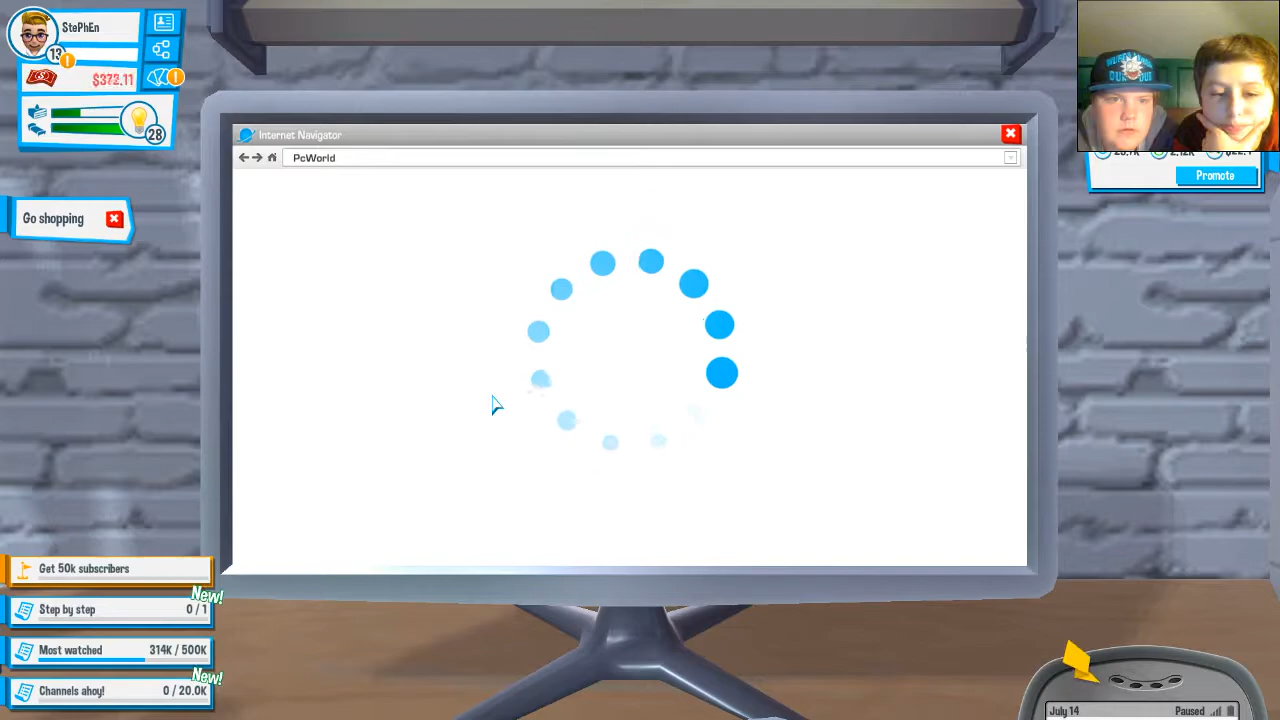 StePhEn
13
$372.11
28
Internet Navigator
PcWorld
Go shopping
Promote
Get 50k subscribers
New!
Step by step 0 / 1
Most watched 314K / 500K
New!
Channels ahoy! 0 / 20.0K
July 14 Paused